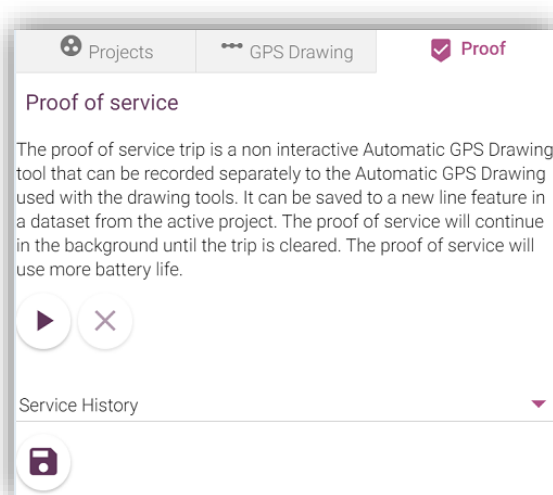 Projects GPS Drawing Proof
Proof of service
The proof of service trip is a non interactive Automatic GPS Drawing
tool that can be recorded separately to the Automatic GPS Drawing
used with the drawing tools. It can be saved to a new line feature in
a dataset from the active project. The proof of service will continue
in the background until the trip is cleared. The proof of service will
use more battery life.
Service History